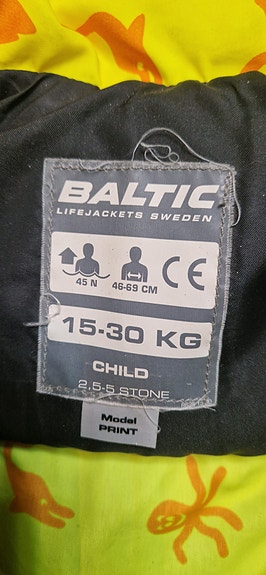 BALTIC
LIFEJACKETS SWEDEN
45 N 46-69 CM CE
15-30 KG
CHILD
2,5-5 STONE
Model
PRINT